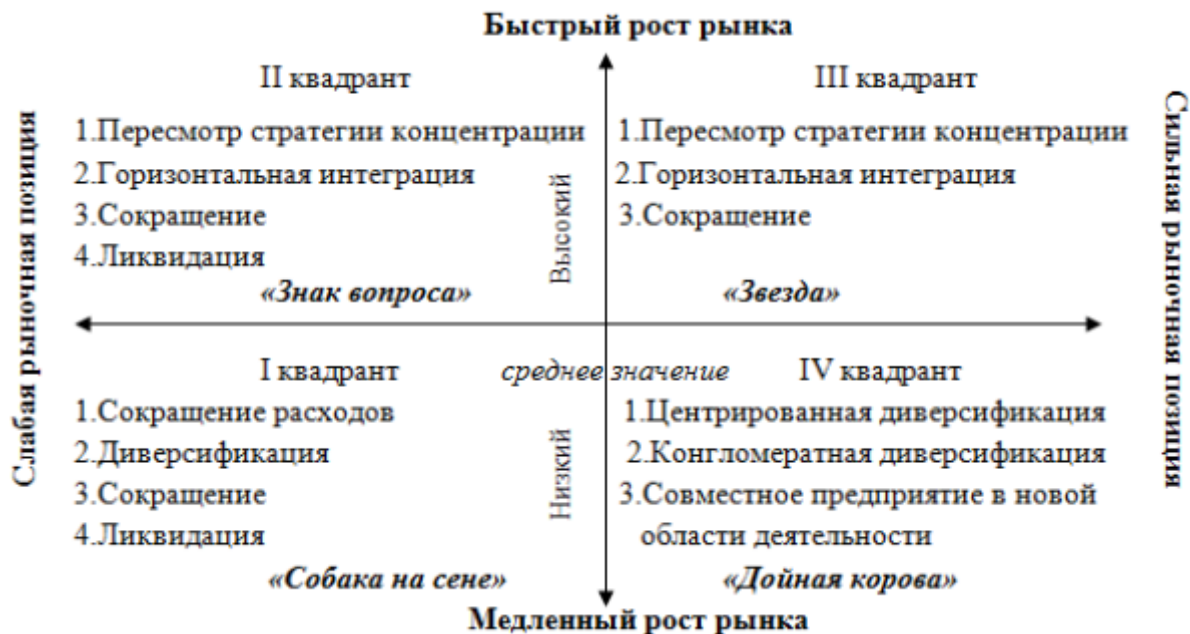 Быстрый рост рынка
II квадрант
1.Пересмотр стратегии концентрации
2.Горизонтальная интеграция
3.Сокращение
4.Ликвидация
«Знак вопроса»
III квадрант
1.Пересмотр стратегии концентрации
2.Горизонтальная интеграция
3.Сокращение
«Звезда»
Слабая рыночная позиция
Высокий
Сильная рыночная позиция
среднее значение
I квадрант
1.Сокращение расходов
2.Диверсификация
3.Сокращение
4.Ликвидация
«Собака на сене»
Низкий
IV квадрант
1.Центрированная диверсификация
2.Конгломератная диверсификация
3.Совместное предприятие в новой
области деятельности
«Дойная корова»
Медленный рост рынка